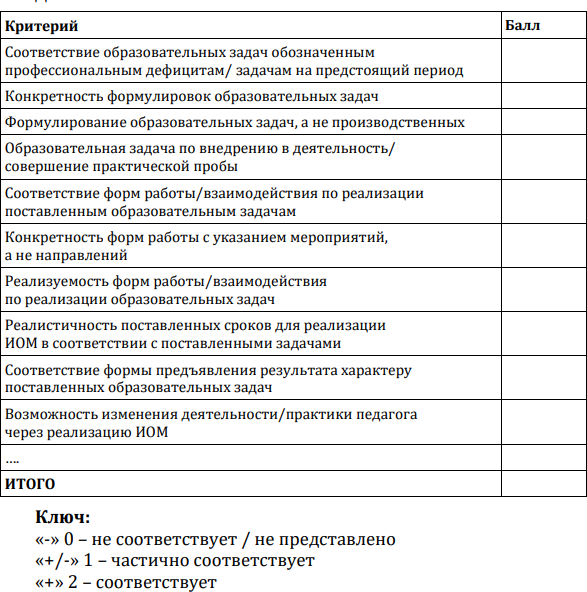 Критерий Балл
Соответствие образовательных задач обозначенным
профессиональным дефицитам/ задачам на предстоящий период
Конкретность формулировок образовательных задач
Формулирование образовательных задач, а не производственных
Образовательная задача по внедрению в деятельность/
совершение практической пробы
Соответствие форм работы/взаимодействия по реализации
поставленным образовательным задачам
Конкретность форм работы с указанием мероприятий,
а не направлений
Реализуемость форм работы/взаимодействия
по реализации образовательных задач
Реалистичность поставленных сроков для реализации
ИОМ в соответствии с поставленными задачами
Соответствие формы предъявления результата характеру
поставленных образовательных задач
Возможность изменения деятельности/практики педагога
через реализацию ИОМ
….
ИТОГО
Ключ:
«-» 0 – не соответствует / не представлено
«+/-» 1 – частично соответствует
«+» 2 – соответствует